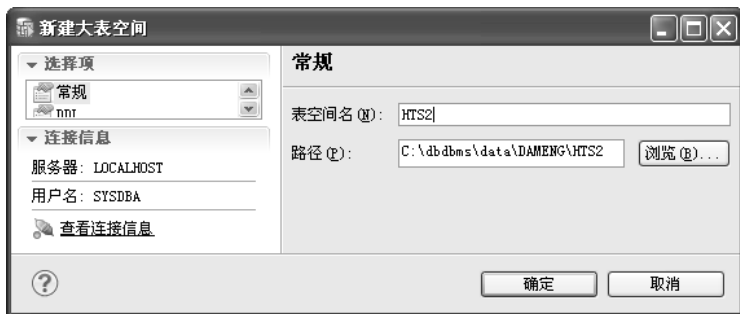 新建大表空间
选择项
常规
连接信息
服务器: LOCALHOST
用户名: SYSDBA
查看连接信息
常规
表空间名(N): HTS2
路径(P): C:\dbdbms\data\DAMENG\HTS2 浏览(B)...
确定 取消